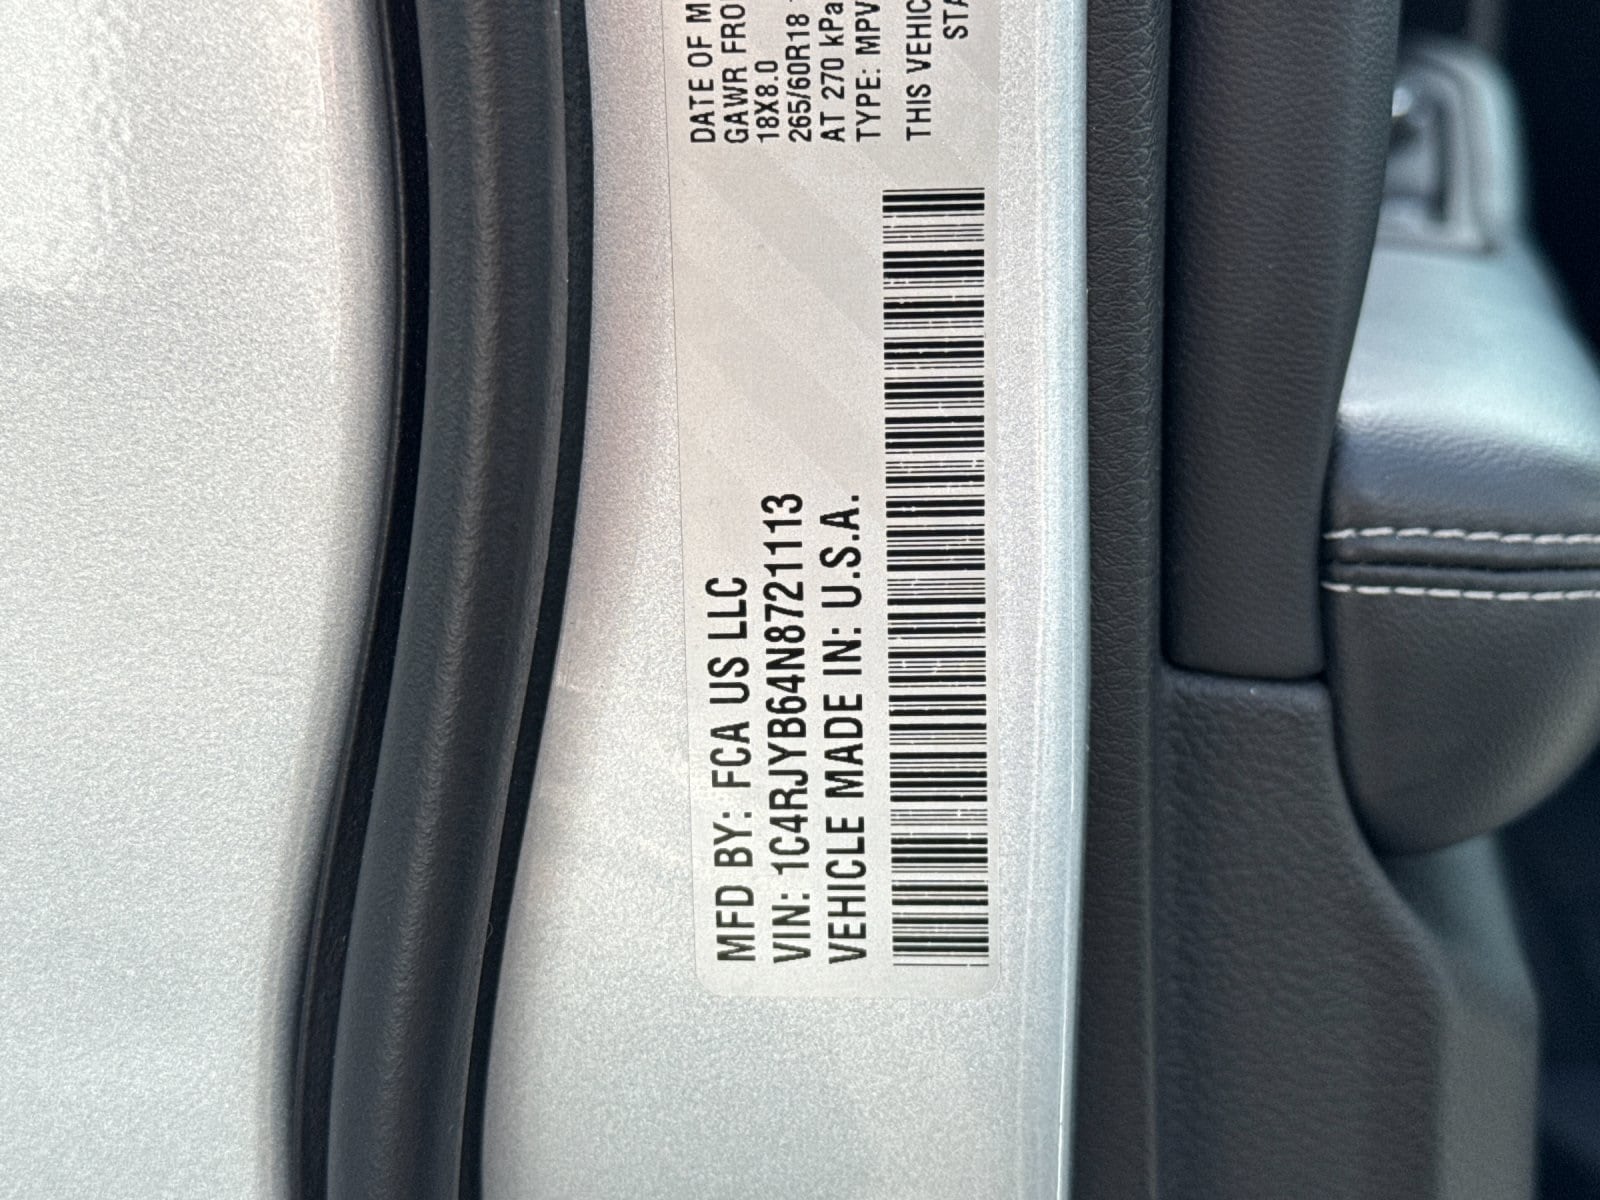 MFD BY: FCA US LLC
VIN: 1C4RJYB64N8721113
VEHICLE MADE IN: U.S.A.
DATE OF M
GAWR FRO
18X8.0
265/60R18
AT 270 kPa
TYPE: MPV
THIS VEHIC
STA